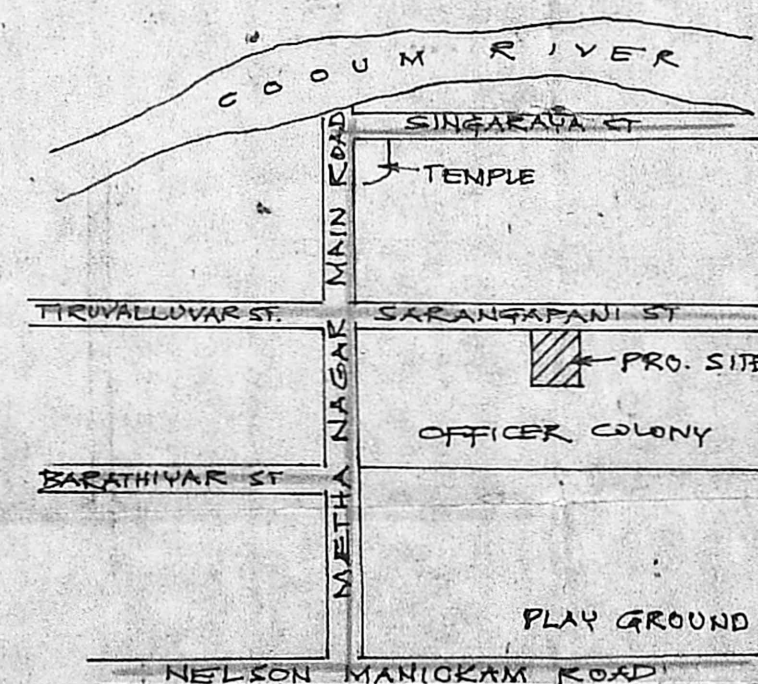 COOUM RIVER
SINGARAYA ST
TEMPLE
METHA NAGAR MAIN ROAD
TIRUVALLUVAR ST.
SARANGAPANI ST
PRO. SITE
OFFICER COLONY
BARATHIYAR ST
PLAY GROUND
NELSON MANICKAM ROAD